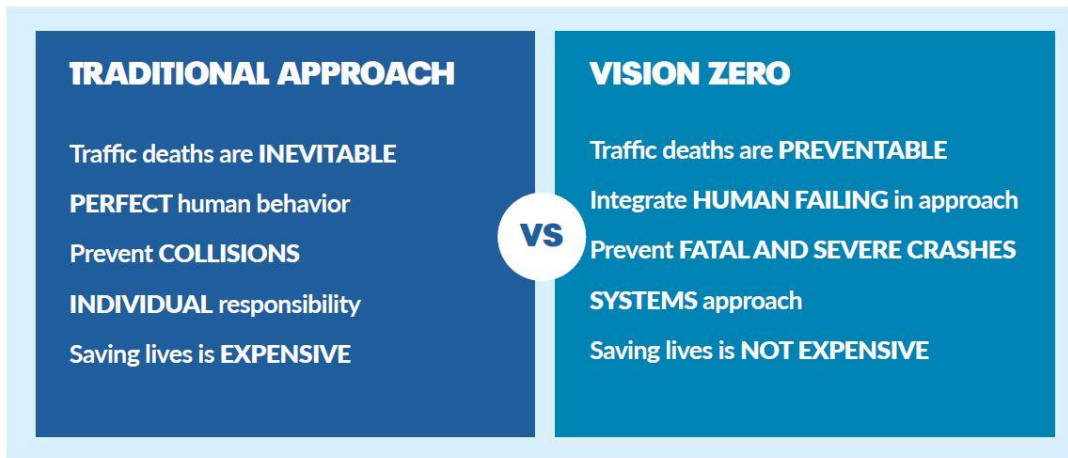 TRADITIONAL APPROACH
Traffic deaths are INEVITABLE
PERFECT human behavior
Prevent COLLISIONS
INDIVIDUAL responsibility
Saving lives is EXPENSIVE
VS
VISION ZERO
Traffic deaths are PREVENTABLE
Integrate HUMAN FAILING in approach
Prevent FATAL AND SEVERE CRASHES
SYSTEMS approach
Saving lives is NOT EXPENSIVE